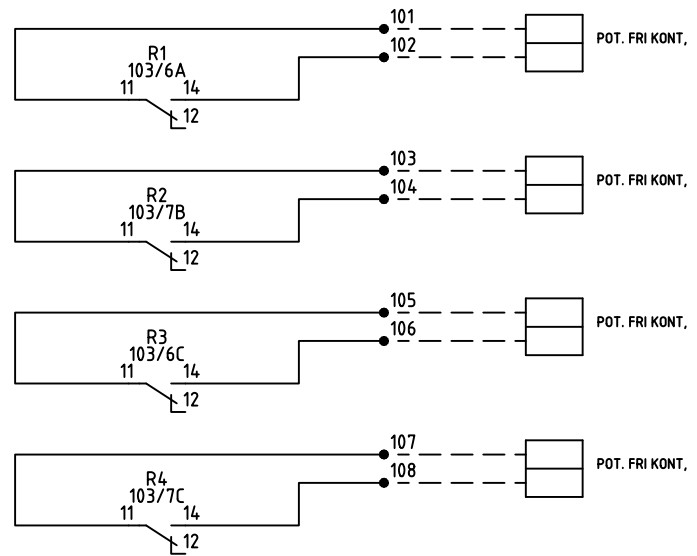 101
POT. FRI KONT,
102
R1
103/6A
11 14
12
103
POT. FRI KONT,
104
R2
103/7B
11 14
12
105
POT. FRI KONT,
106
R3
103/6C
11 14
12
107
POT. FRI KONT,
108
R4
103/7C
11 14
12